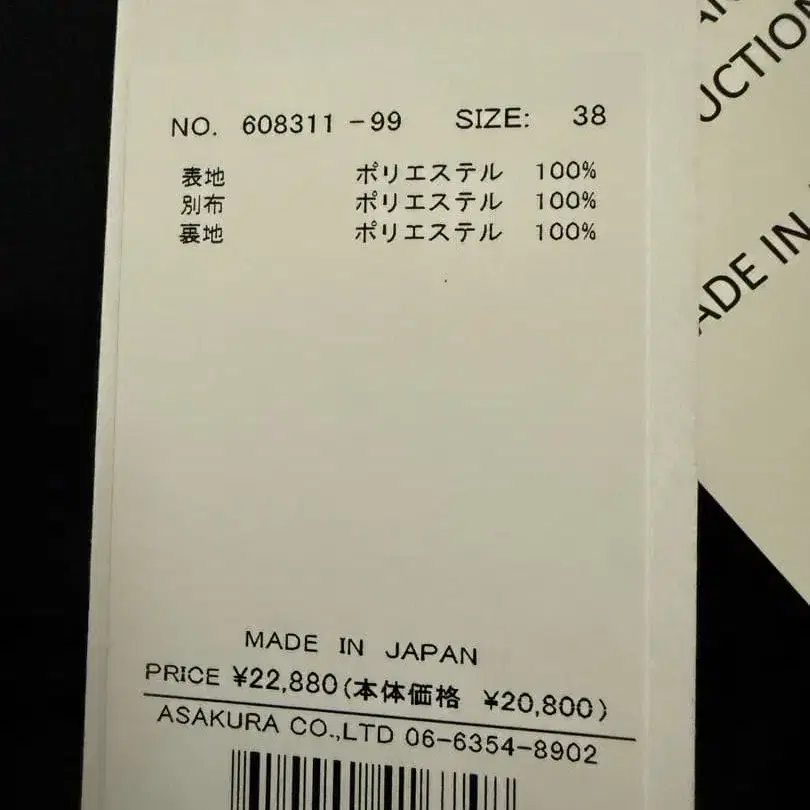 NO. 608311-99 SIZE: 38
表地 ポリエステル 100%
別布 ポリエステル 100%
裏地 ポリエステル 100%
MADE IN JAPAN
PRICE ¥22,880(本体価格 ¥20,800)
ASAKURA CO.,LTD 06-6354-8902
UCTION
ADE IN